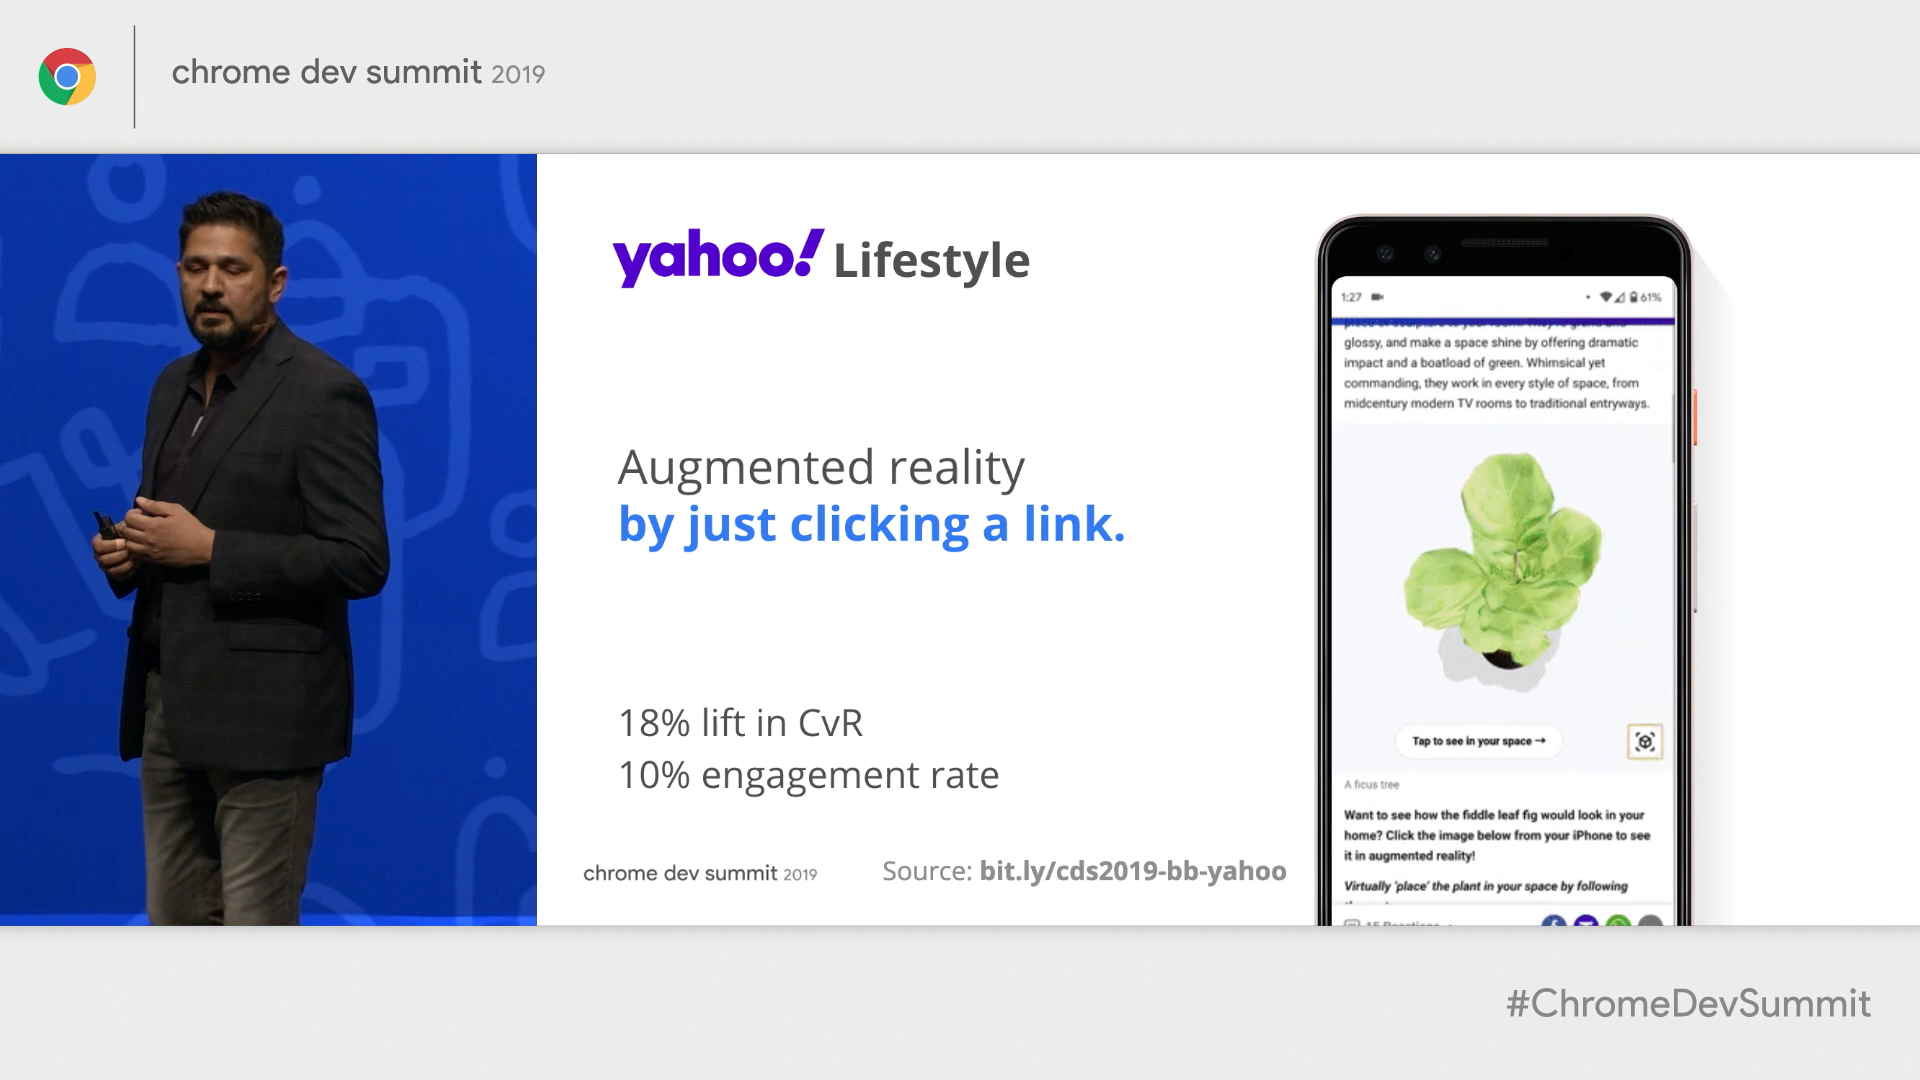 chrome dev summit 2019
yahoo! Lifestyle
Augmented reality
by just clicking a link.
18% lift in CvR
10% engagement rate
chrome dev summit 2019
Source: bit.ly/cds2019-bb-yahoo
1:27
61%
glossy, and make a space shine by offering dramatic
impact and a boatload of green. Whimsical yet
commanding, they work in every style of space, from
midcentury modern TV rooms to traditional entryways.
Tap to see in your space →
A ficus tree
Want to see how the fiddle leaf fig would look in your
home? Click the image below from your iPhone to see
it in augmented reality!
Virtually 'place' the plant in your space by following
#ChromeDevSummit